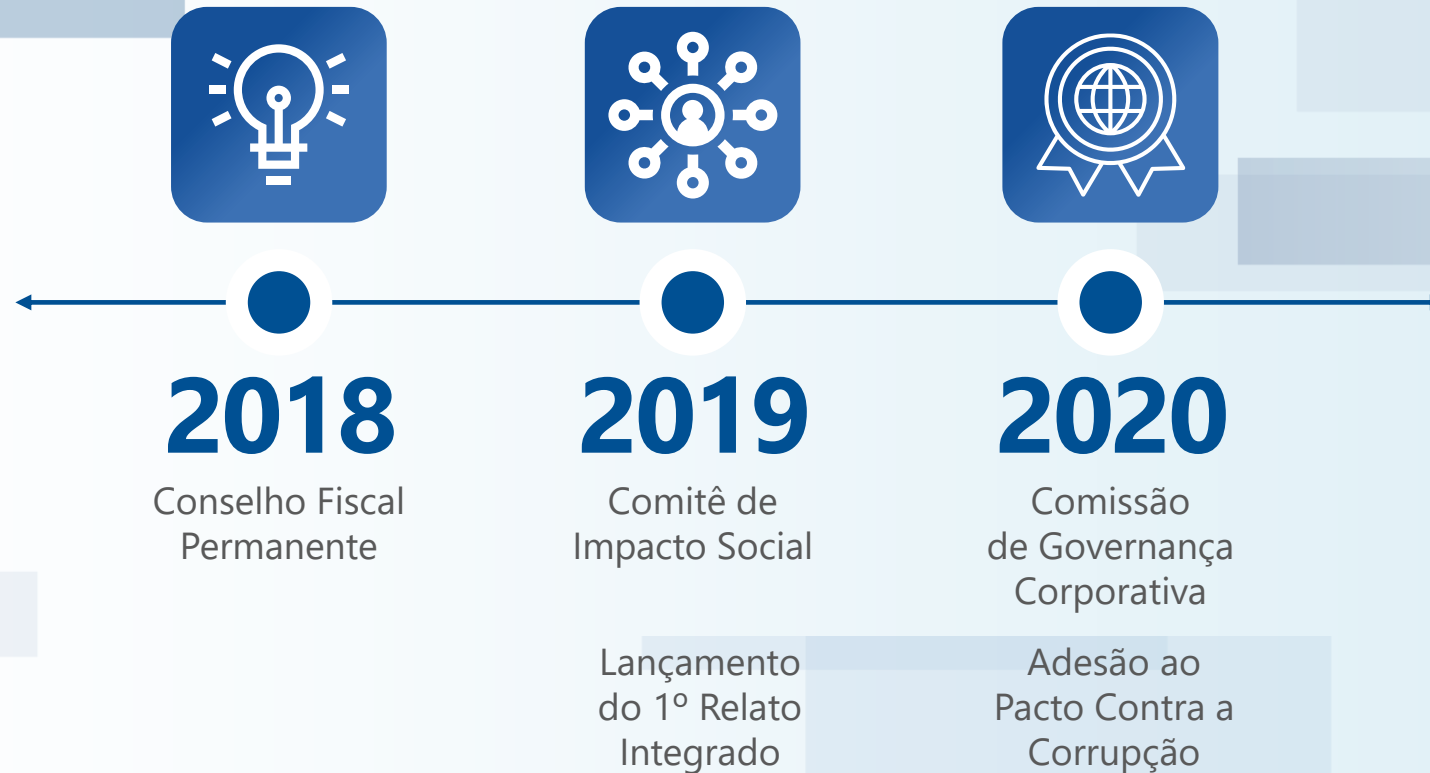 2018
Conselho Fiscal
Permanente
2019
Comitê de
Impacto Social
Lançamento
do 1º Relato
Integrado
2020
Comissão
de Governança
Corporativa
Adesão ao
Pacto Contra a
Corrupção